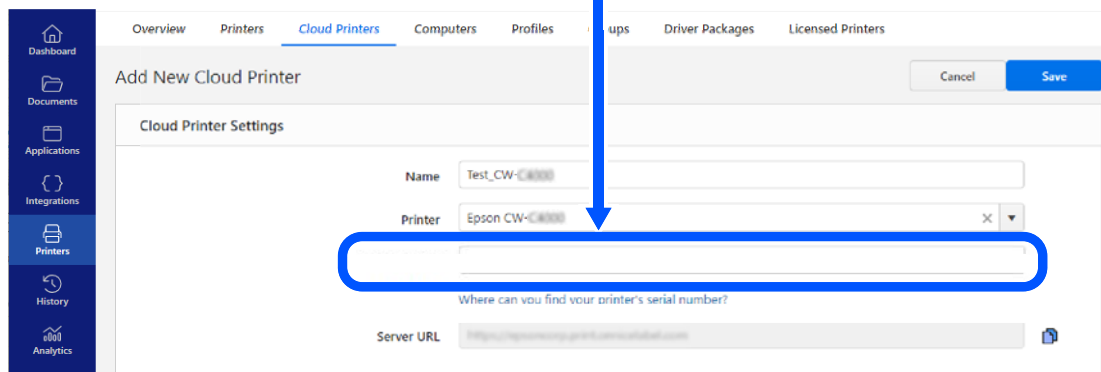 Overview Printers Cloud Printers Computers Profiles ups Driver Packages Licensed Printers
Dashboard
Documents
Applications
Integrations
Printers
History
Analytics
Add New Cloud Printer
Cancel Save
Cloud Printer Settings
Name Test_CW-
Printer Epson CW-
Where can you find your printer's serial number?
Server URL